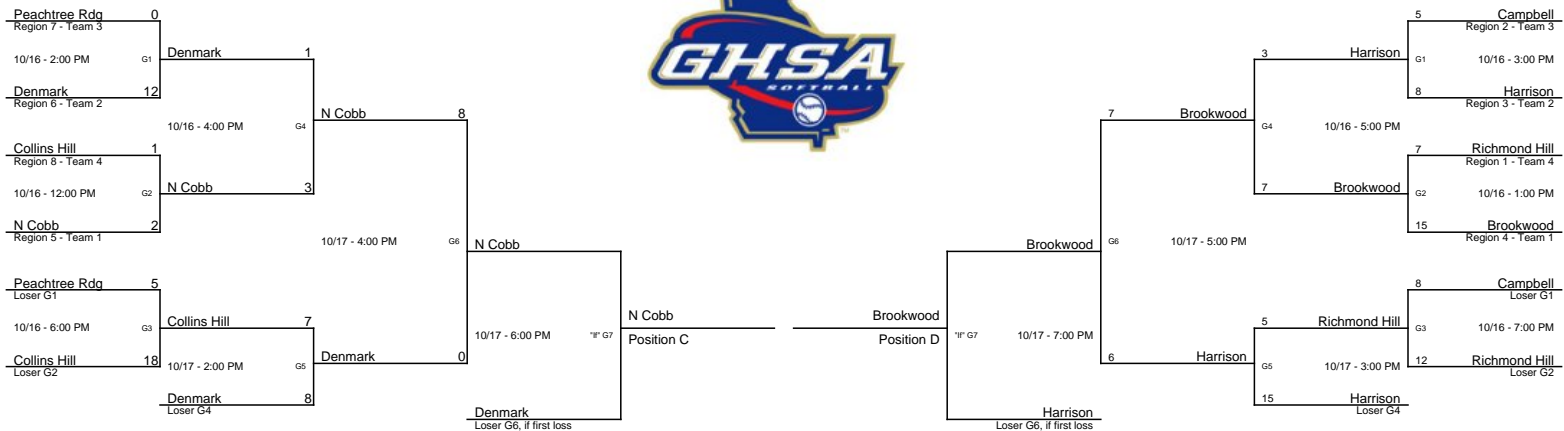 Peachtree Rdg 0
Region 7 - Team 3
10/16 - 2:00 PM G1
Denmark 12
Region 6 - Team 2
Denmark 1
10/16 - 4:00 PM G4
Collins Hill 1
Region 8 - Team 4
10/16 - 12:00 PM G2
N Cobb 2
Region 5 - Team 1
N Cobb 3
N Cobb 8
10/17 - 4:00 PM G6
Peachtree Rdg 5
Loser G1
10/16 - 6:00 PM G3
Collins Hill 18
Loser G2
Collins Hill 7
10/17 - 2:00 PM G5
Denmark 8
Loser G4
Denmark 0
N Cobb
10/17 - 6:00 PM "If" G7
Denmark
Loser G6, if first loss
N Cobb
Position C
GHSA
SOFTBALL
TM
5 Campbell
Region 2 - Team 3
G1 10/16 - 3:00 PM
8 Harrison
Region 3 - Team 2
3 Harrison
G4 10/16 - 5:00 PM
7 Richmond Hill
Region 1 - Team 4
G2 10/16 - 1:00 PM
15 Brookwood
Region 4 - Team 1
7 Brookwood
7 Brookwood
G6 10/17 - 5:00 PM
8 Campbell
Loser G1
G3 10/16 - 7:00 PM
12 Richmond Hill
Loser G2
5 Richmond Hill
G5 10/17 - 3:00 PM
15 Harrison
Loser G4
6 Harrison
Brookwood
"If" G7 10/17 - 7:00 PM
Harrison
Loser G6, if first loss
Brookwood
Position D